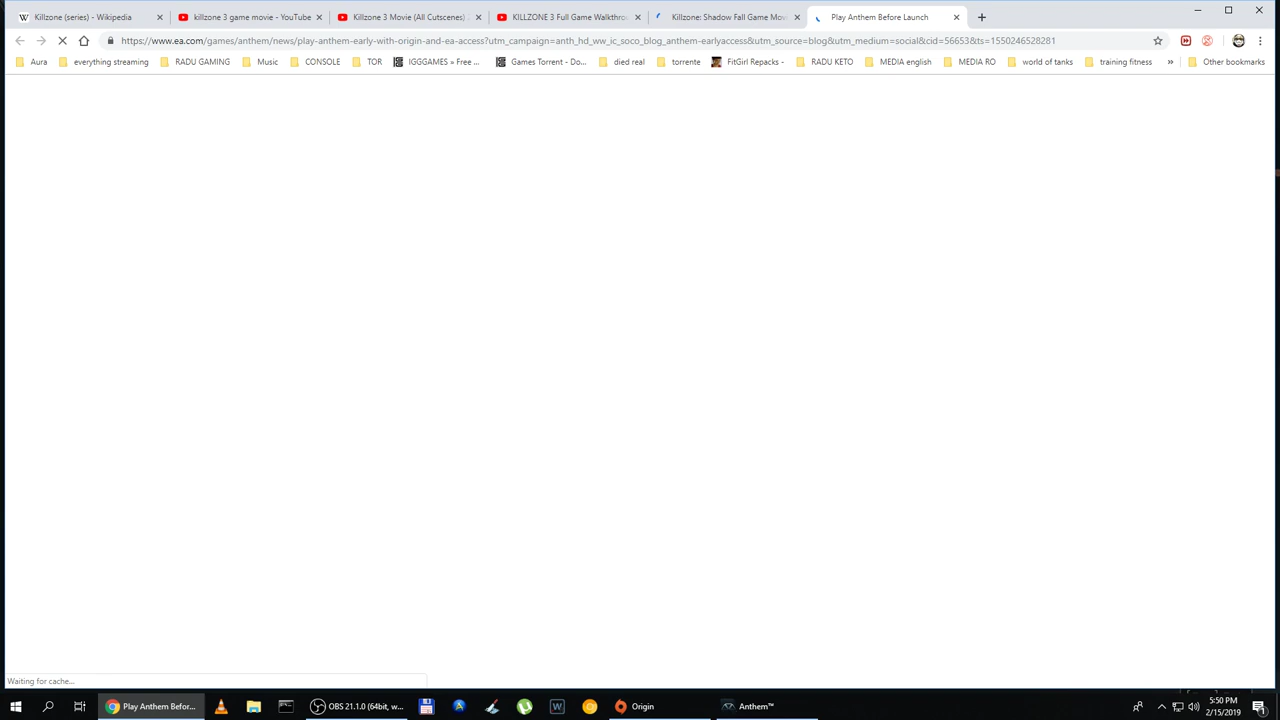 Killzone (series) - Wikipedia
killzone 3 game movie - YouTube
Killzone 3 Movie (All Cutscenes)
KILLZONE 3 Full Game Walkthro
Killzone: Shadow Fall Game Mov
Play Anthem Before Launch
https://www.ea.com/games/anthem/news/play-anthem-early-with-origin-and-ea-access?utm_campaign=anth_hd_ww_ic_soco_blog_anthem-earlyaccess&utm_source=blog&utm_medium=social&cid=56653&ts=1550246528281
Aura everything streaming RADU GAMING Music CONSOLE TOR IGGGAMES » Free ... Games Torrent - Do... died real torrente FitGirl Repacks - RADU KETO MEDIA english MEDIA RO world of tanks training fitness » Other bookmarks
Waiting for cache...
Play Anthem Befor... OBS 21.1.0 (64bit, w... Origin Anthem™
5:50 PM
2/15/2019